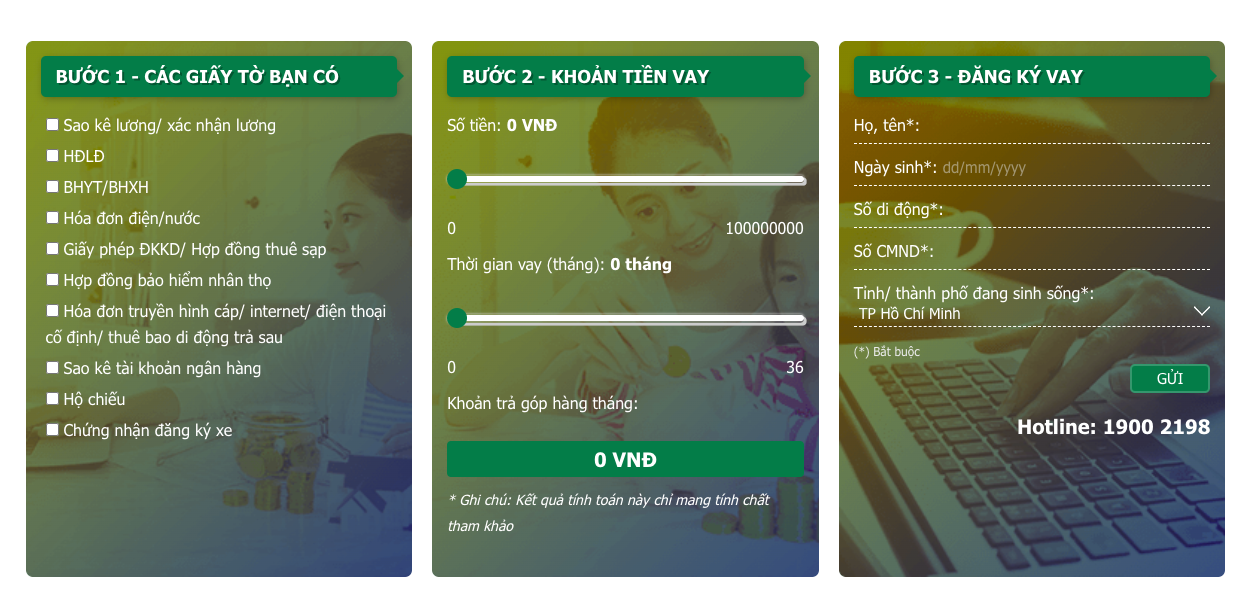 BƯỚC 1 - CÁC GIẤY TỜ BẠN CÓ
Sao kê lương/ xác nhận lương
HĐLĐ
BHYT/BHXH
Hóa đơn điện/nước
Giấy phép ĐKKD/ Hợp đồng thuê sạp
Hợp đồng bảo hiểm nhân thọ
Hóa đơn truyền hình cáp/ internet/ điện thoại
cố định/ thuê bao di động trả sau
Sao kê tài khoản ngân hàng
Hộ chiếu
Chứng nhận đăng ký xe
BƯỚC 2 - KHOẢN TIỀN VAY
Số tiền: 0 VNĐ
0 100000000
Thời gian vay (tháng): 0 tháng
0 36
Khoản trả góp hàng tháng:
0 VNĐ
* Ghi chú: Kết quả tính toán này chỉ mang tính chất
tham khảo
BƯỚC 3 - ĐĂNG KÝ VAY
Họ, tên*:
Ngày sinh*: dd/mm/yyyy
Số di động*:
Số CMND*:
Tỉnh/ thành phố đang sinh sống*:
TP Hồ Chí Minh
(*) Bắt buộc
GỬI
Hotline: 1900 2198